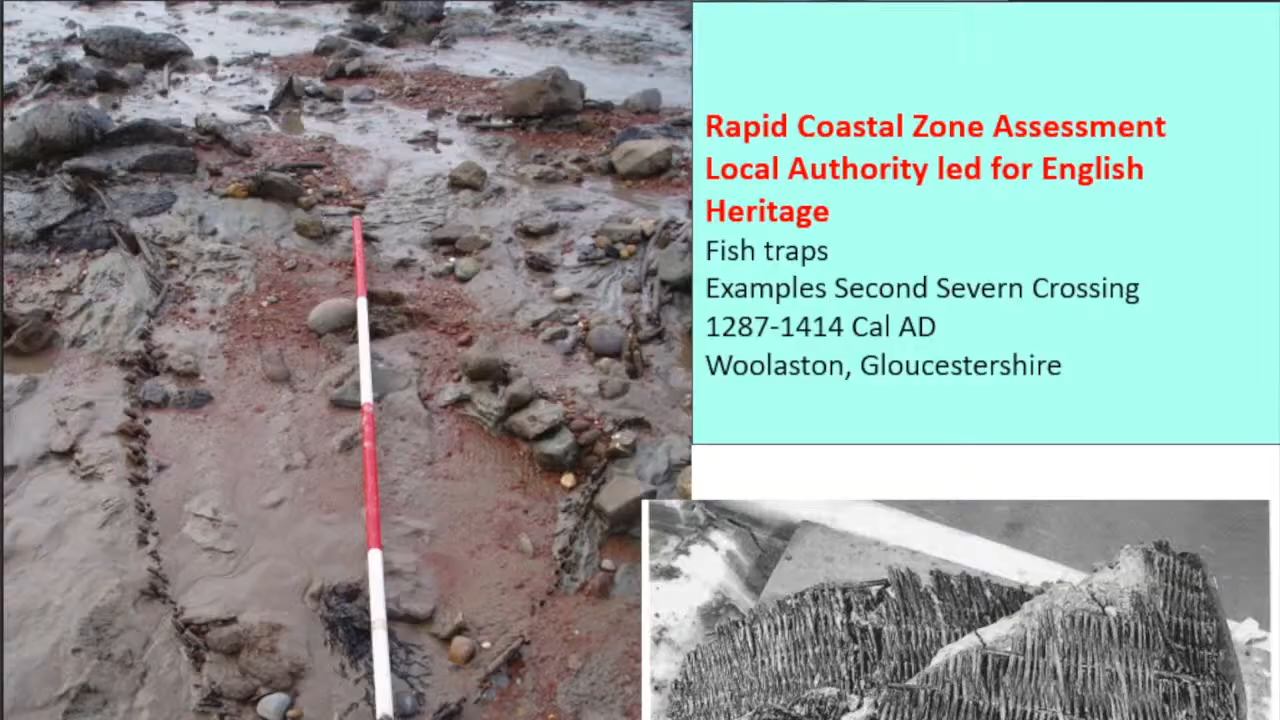 Rapid Coastal Zone Assessment
Local Authority led for English
Heritage
Fish traps
Examples Second Severn Crossing
1287-1414 Cal AD
Woolaston, Gloucestershire